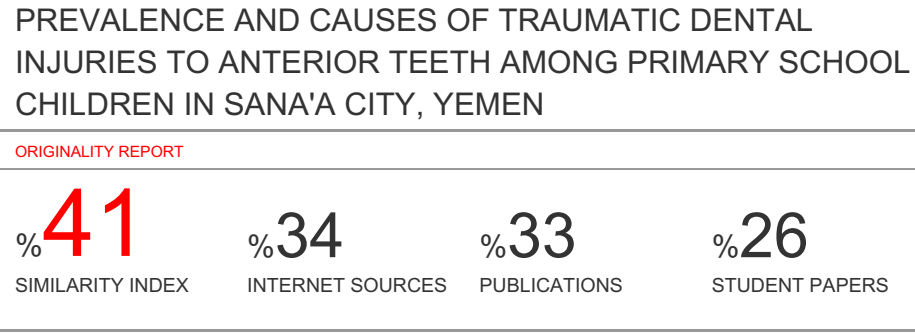 PREVALENCE AND CAUSES OF TRAUMATIC DENTAL
INJURIES TO ANTERIOR TEETH AMONG PRIMARY SCHOOL
CHILDREN IN SANA'A CITY, YEMEN
ORIGINALITY REPORT
%41 %34 %33 %26
SIMILARITY INDEX INTERNET SOURCES PUBLICATIONS STUDENT PAPERS